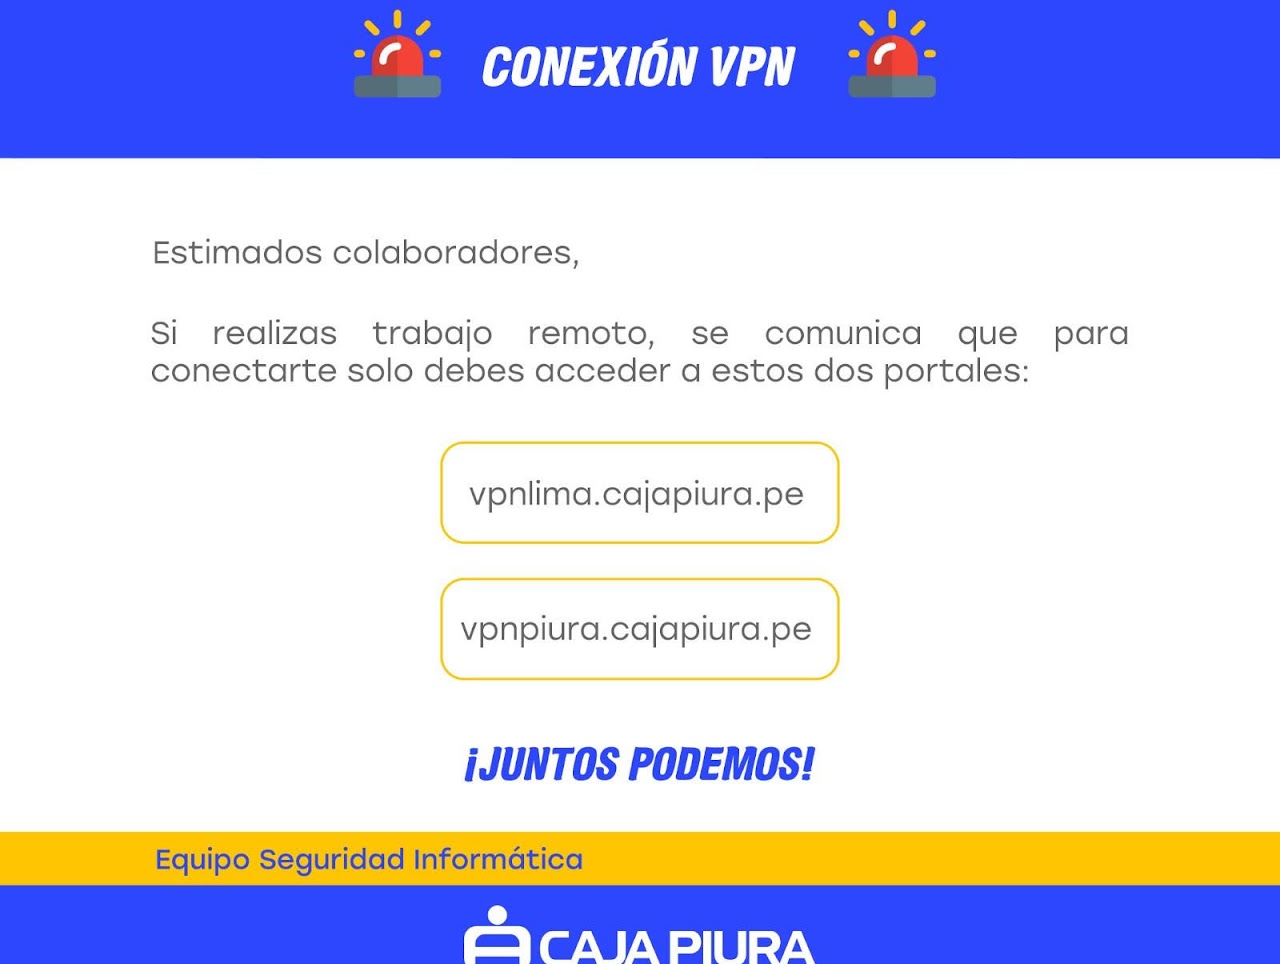 CONEXIÓN VPN
Estimados colaboradores,
Si realizas trabajo remoto, se comunica que para
conectarte solo debes acceder a estos dos portales:
vpnlima.cajapiura.pe
vpnpiura.cajapiura.pe
¡JUNTOS PODEMOS!
Equipo Seguridad Informática
CAJA PIURA